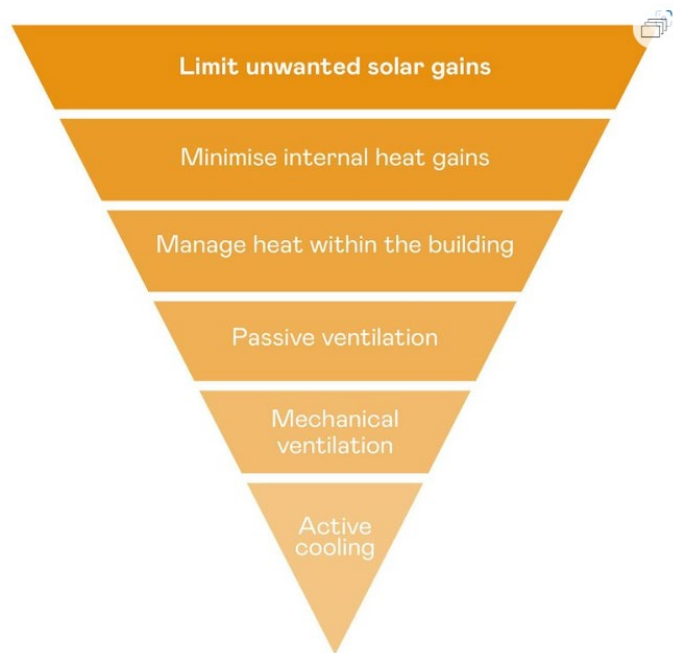 Limit unwanted solar gains
Minimise internal heat gains
Manage heat within the building
Passive ventilation
Mechanical
ventilation
Active
cooling